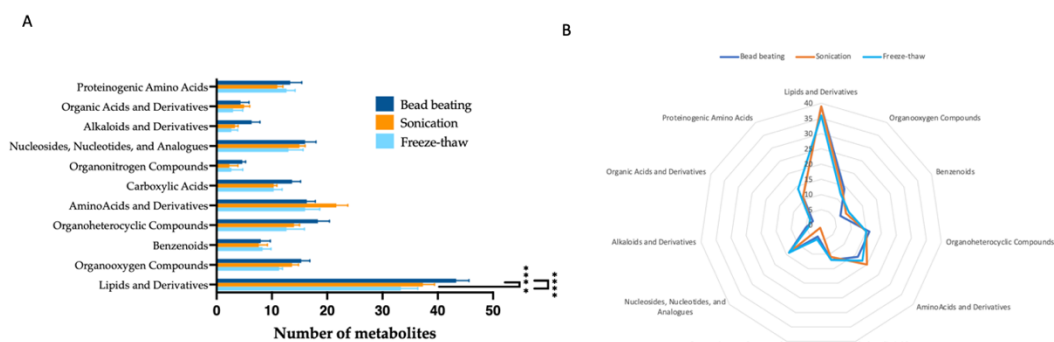 A
Proteinogenic Amino Acids
Organic Acids and Derivatives
Alkaloids and Derivatives
Nucleosides, Nucleotides, and Analogues
Organonitrogen Compounds
Carboxylic Acids
AminoAcids and Derivatives
Organoheterocyclic Compounds
Benzenoids
Organooxygen Compounds
Lipids and Derivatives
Bead beating
Sonication
Freeze-thaw
****
****
0 10 20 30 40 50
Number of metabolites
B
Bead beating Sonication Freeze-thaw
Lipids and Derivatives
Organooxygen Compounds
Benzenoids
Organoheterocyclic Compounds
AminoAcids and Derivatives
Nucleosides, Nucleotides, and
Analogues
Alkaloids and Derivatives
Organic Acids and Derivatives
Proteinogenic Amino Acids
40
35
30
25
20
15
10
5
0